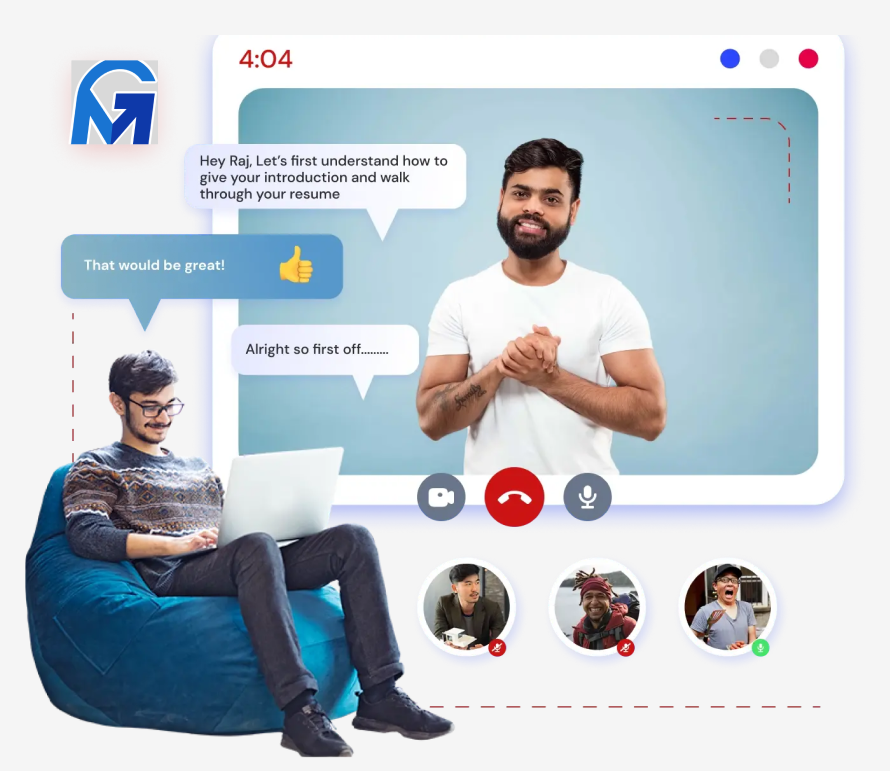 4:04
Hey Raj, Let's first understand how to
give your introduction and walk
through your resume
That would be great!
Alright so first off.........